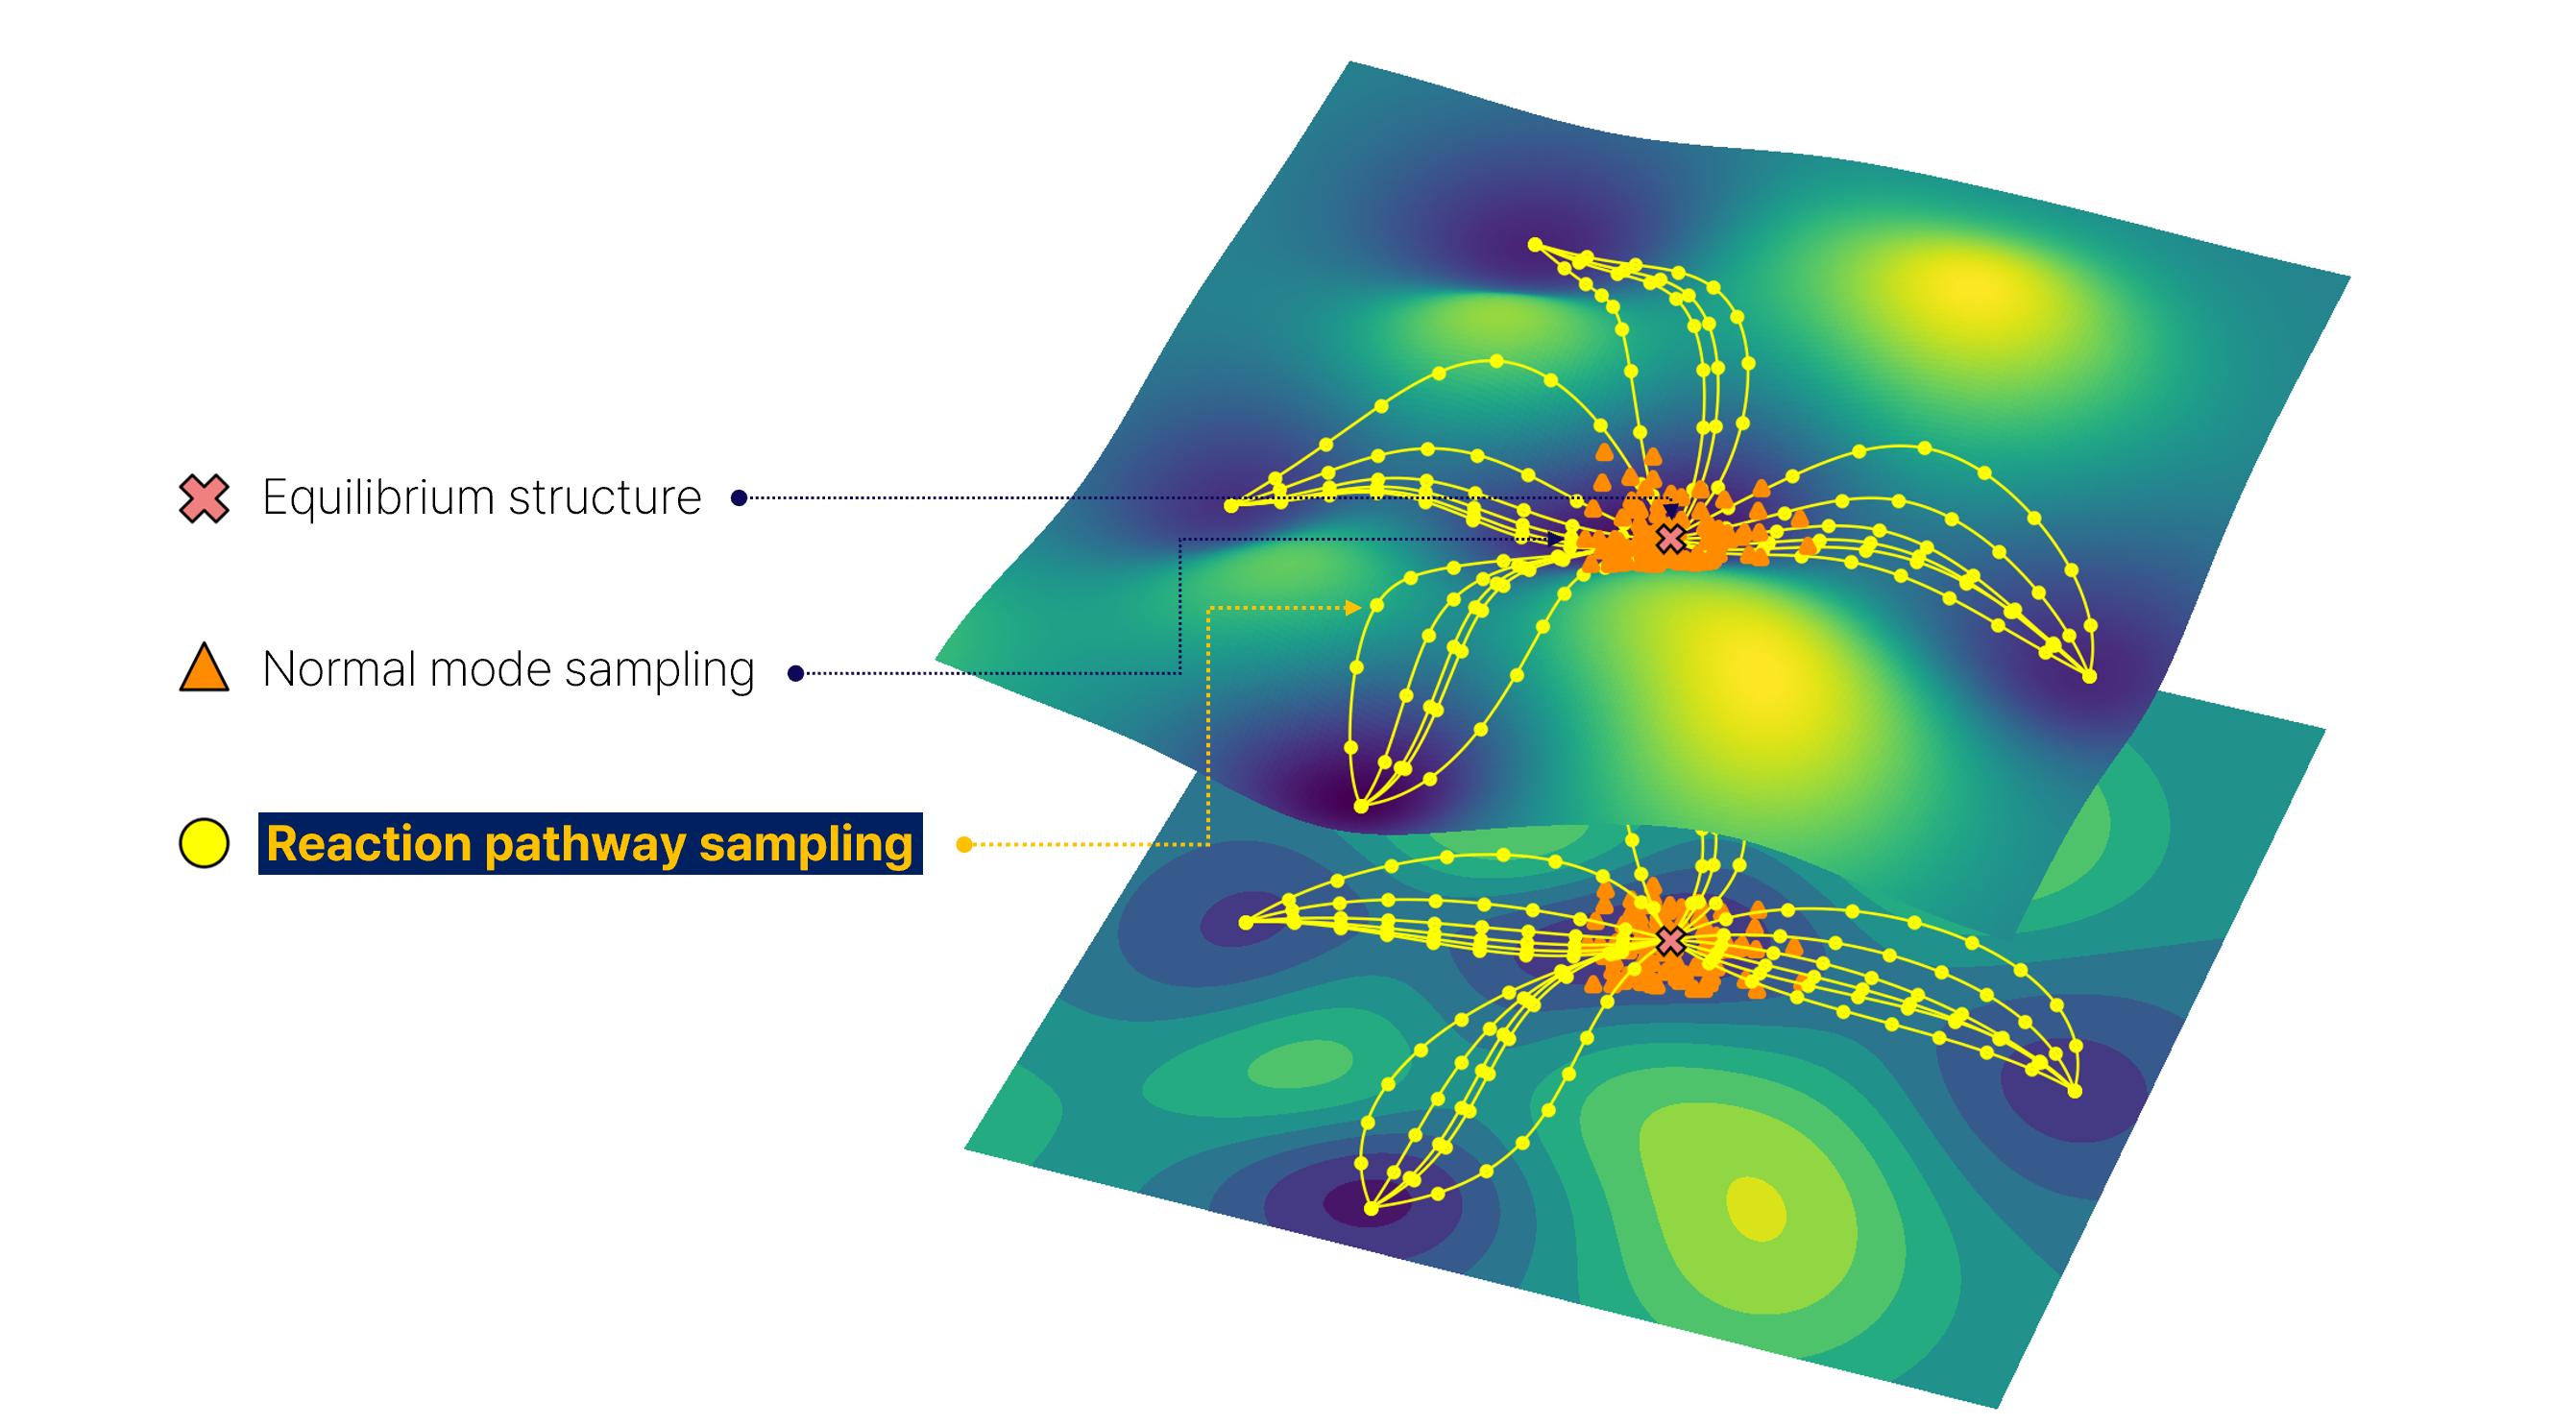 Equilibrium structure
Normal mode sampling
Reaction pathway sampling